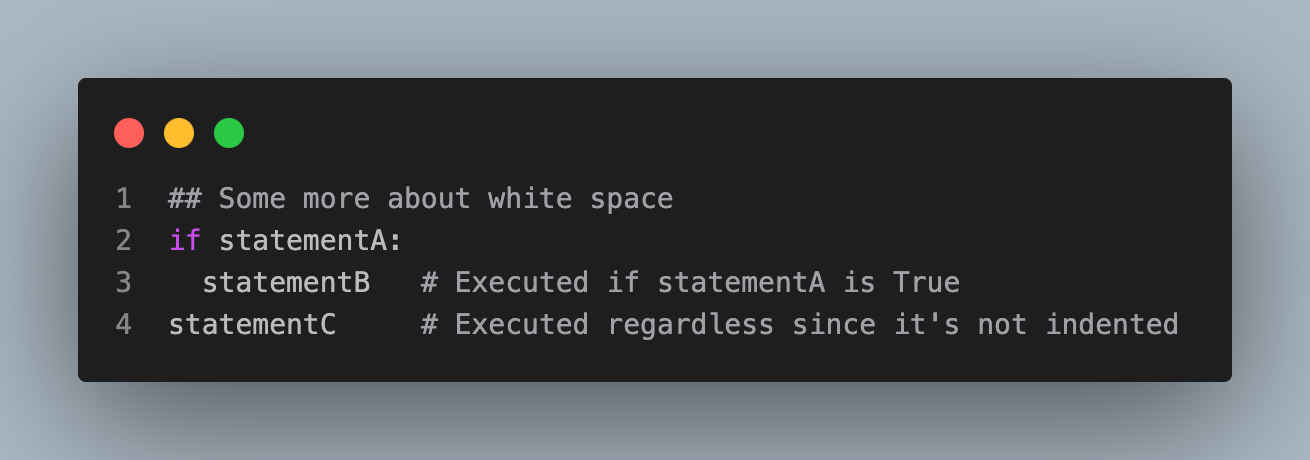 1 ## Some more about white space
2 if statementA:
3   statementB   # Executed if statementA is True
4 statementC     # Executed regardless since it's not indented